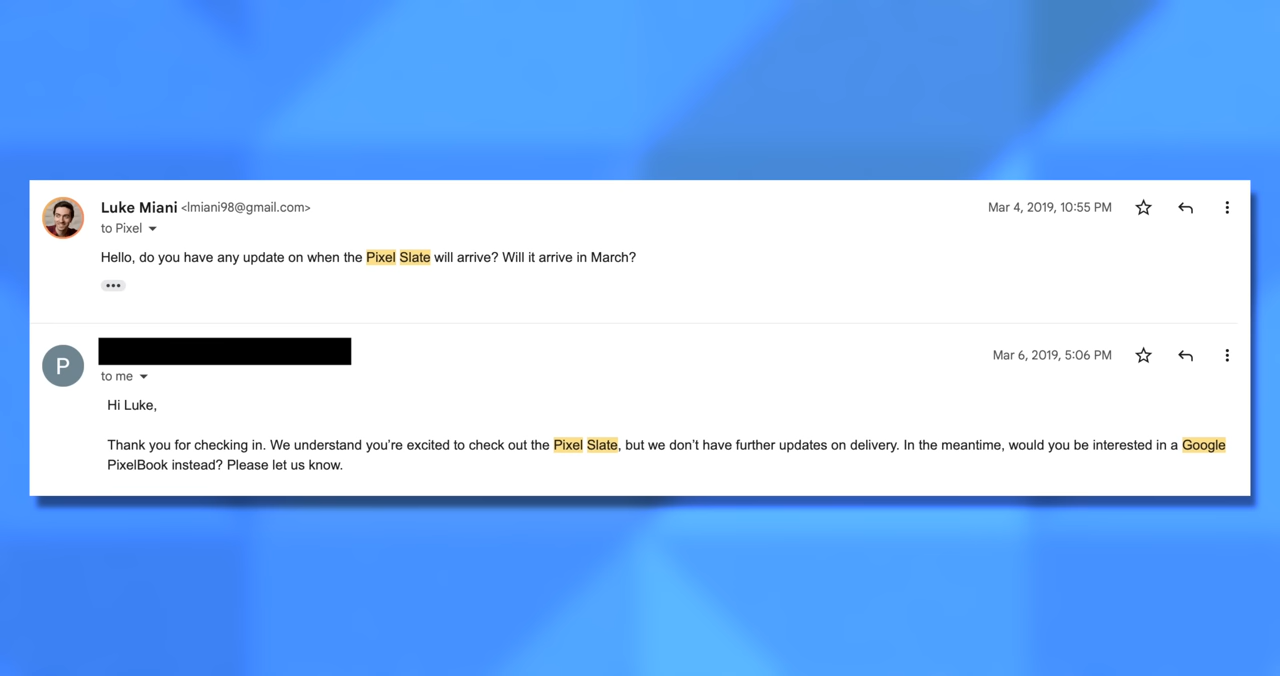 Luke Miani <lmiani98@gmail.com> Mar 4, 2019, 10:55 PM
to Pixel
Hello, do you have any update on when the Pixel Slate will arrive? Will it arrive in March?
P
Mar 6, 2019, 5:06 PM
to me
Hi Luke,
Thank you for checking in. We understand you’re excited to check out the Pixel Slate, but we don’t have further updates on delivery. In the meantime, would you be interested in a Google
PixelBook instead? Please let us know.